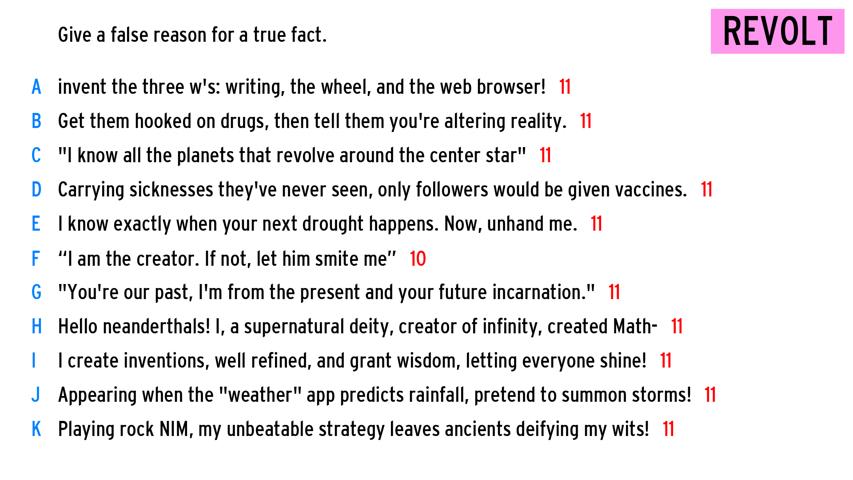 Give a false reason for a true fact.
REVOLT
A invent the three w's: writing, the wheel, and the web browser! 11
B Get them hooked on drugs, then tell them you're altering reality. 11
C "I know all the planets that revolve around the center star" 11
D Carrying sicknesses they've never seen, only followers would be given vaccines. 11
E I know exactly when your next drought happens. Now, unhand me. 11
F “I am the creator. If not, let him smite me” 10
G "You're our past, I'm from the present and your future incarnation." 11
H Hello neanderthals! I, a supernatural deity, creator of infinity, created Math- 11
I I create inventions, well refined, and grant wisdom, letting everyone shine! 11
J Appearing when the "weather" app predicts rainfall, pretend to summon storms! 11
K Playing rock NIM, my unbeatable strategy leaves ancients deifying my wits! 11